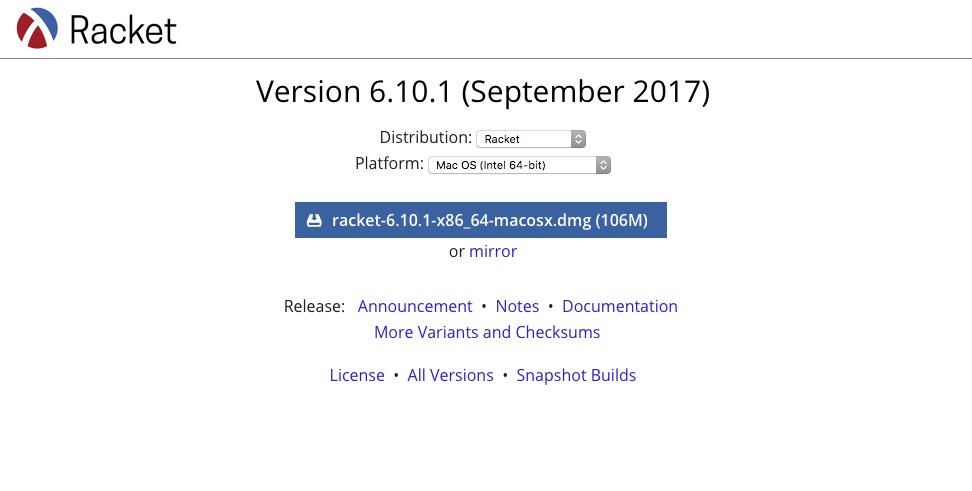 Racket
Version 6.10.1 (September 2017)
Distribution: Racket
Platform: Mac OS (Intel 64-bit)
racket-6.10.1-x86_64-macosx.dmg (106M)
or mirror
Release: Announcement • Notes • Documentation
More Variants and Checksums
License • All Versions • Snapshot Builds